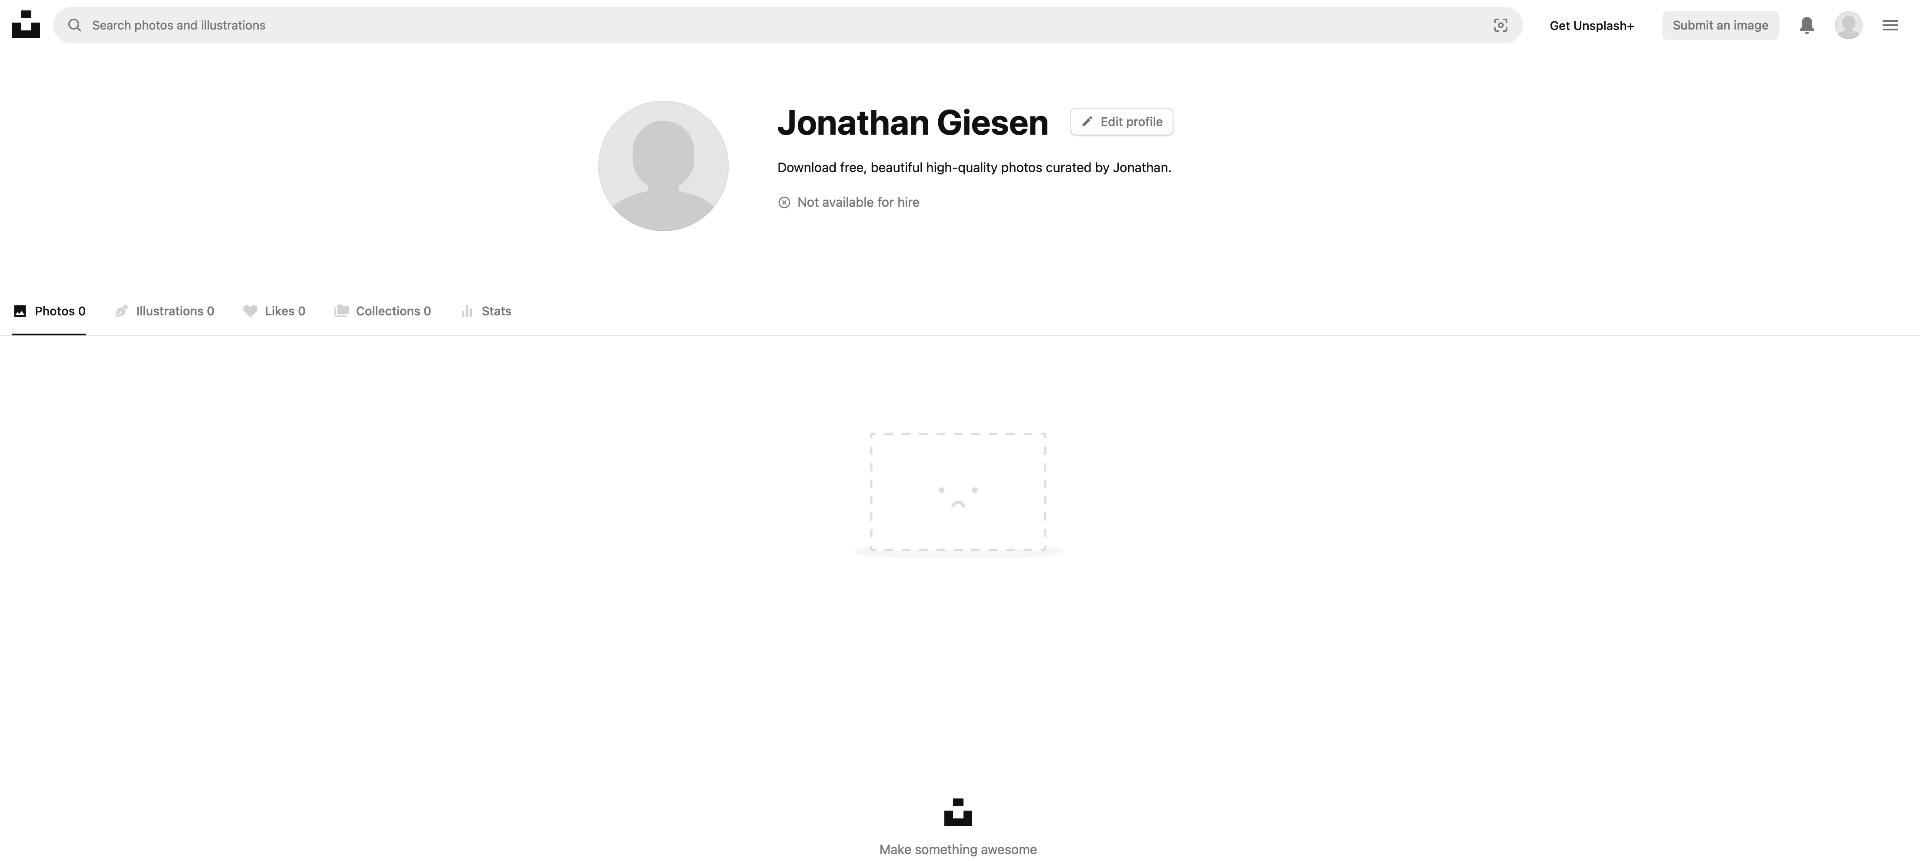 Search photos and illustrations
Get Unsplash+
Submit an image
Jonathan Giesen
Edit profile
Download free, beautiful high-quality photos curated by Jonathan.
Not available for hire
Photos 0
Illustrations 0
Likes 0
Collections 0
Stats
Make something awesome